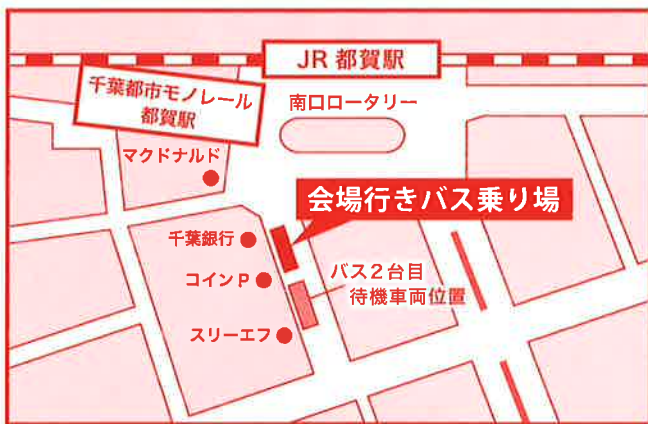 JR 都賀駅
千葉都市モノレール
都賀駅
南口ロータリー
マクドナルド
会場行きバス乗り場
千葉銀行
コインP
バス2台目
待機車両位置
スリーエフ